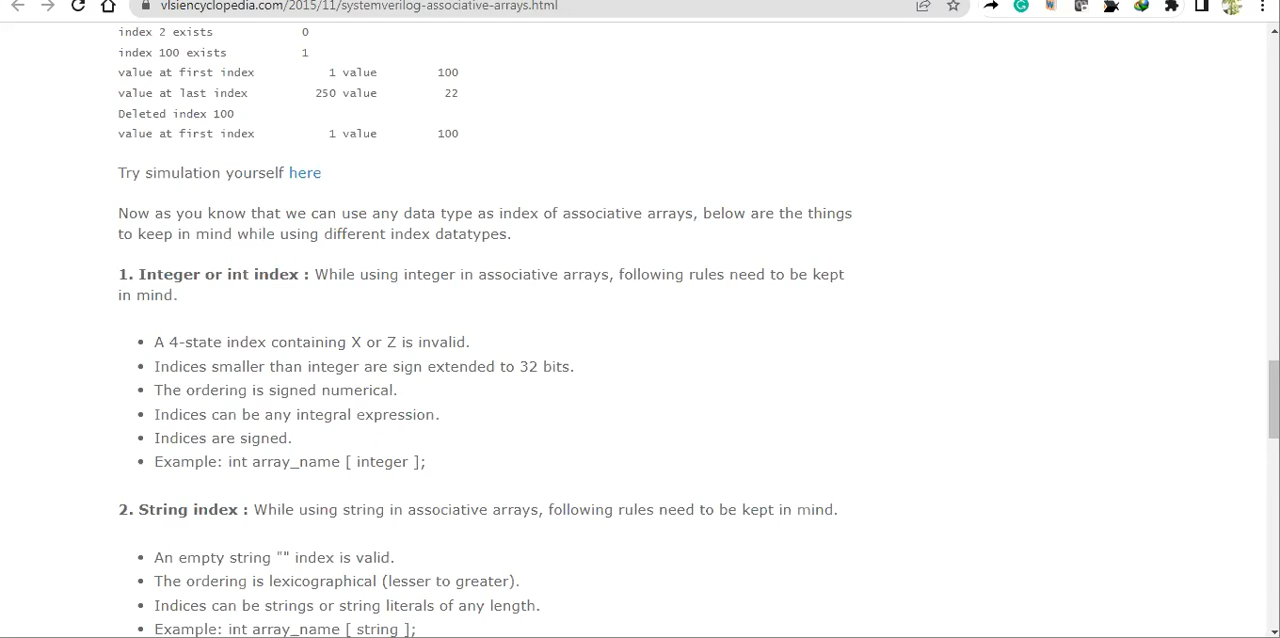 vlsiencyclopedia.com/2015/11/systemverilog-associative-arrays.html
index 2 exists 0
index 100 exists 1
value at first index 1 value 100
value at last index 250 value 22
Deleted index 100
value at first index 1 value 100
Try simulation yourself here
Now as you know that we can use any data type as index of associative arrays, below are the things
to keep in mind while using different index datatypes.
1. Integer or int index : While using integer in associative arrays, following rules need to be kept
in mind.
• A 4-state index containing X or Z is invalid.
• Indices smaller than integer are sign extended to 32 bits.
• The ordering is signed numerical.
• Indices can be any integral expression.
• Indices are signed.
• Example: int array_name [ integer ];
2. String index : While using string in associative arrays, following rules need to be kept in mind.
• An empty string "" index is valid.
• The ordering is lexicographical (lesser to greater).
• Indices can be strings or string literals of any length.
• Example: int array_name [ string ];